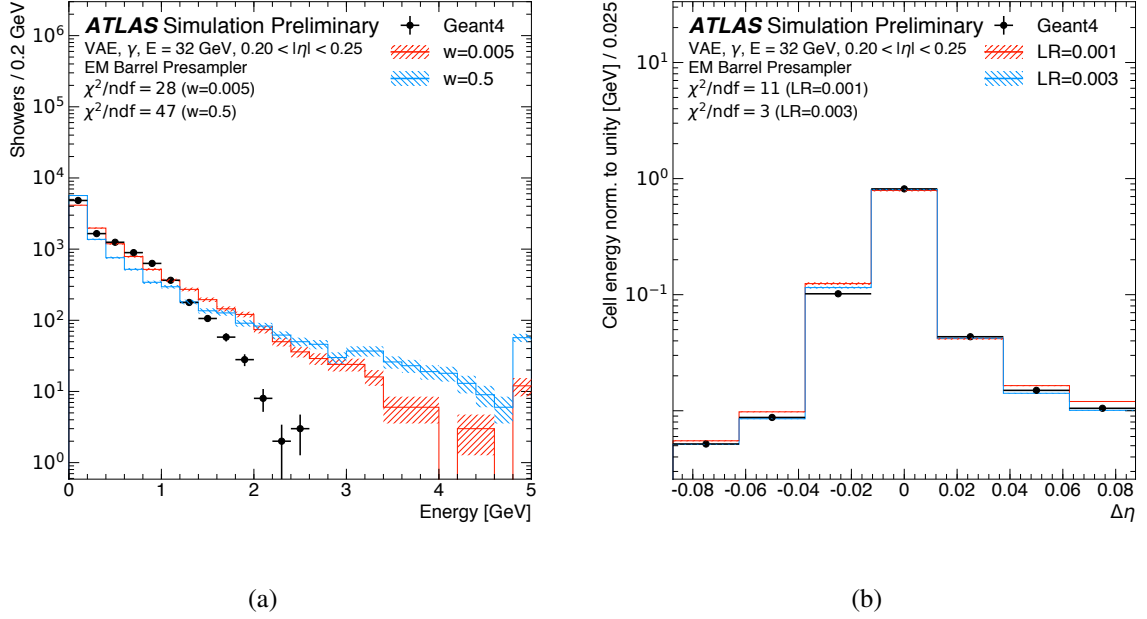 ATLAS Simulation Preliminary
VAE, γ, E = 32 GeV, 0.20 < |η| < 0.25
EM Barrel Presampler
χ²/ndf = 28 (w=0.005)
χ²/ndf = 47 (w=0.5)
Geant4
w=0.005
w=0.5
Showers / 0.2 GeV
10⁶
10⁵
10⁴
10³
10²
10¹
10⁰
0 1 2 3 4 5
Energy [GeV]
(a)
ATLAS Simulation Preliminary
VAE, γ, E = 32 GeV, 0.20 < |η| < 0.25
EM Barrel Presampler
χ²/ndf = 11 (LR=0.001)
χ²/ndf = 3 (LR=0.003)
Geant4
LR=0.001
LR=0.003
Cell energy norm. to unity [GeV] / 0.025
10¹
10⁰
10⁻¹
-0.08 -0.06 -0.04 -0.02 0 0.02 0.04 0.06 0.08
Δη
(b)